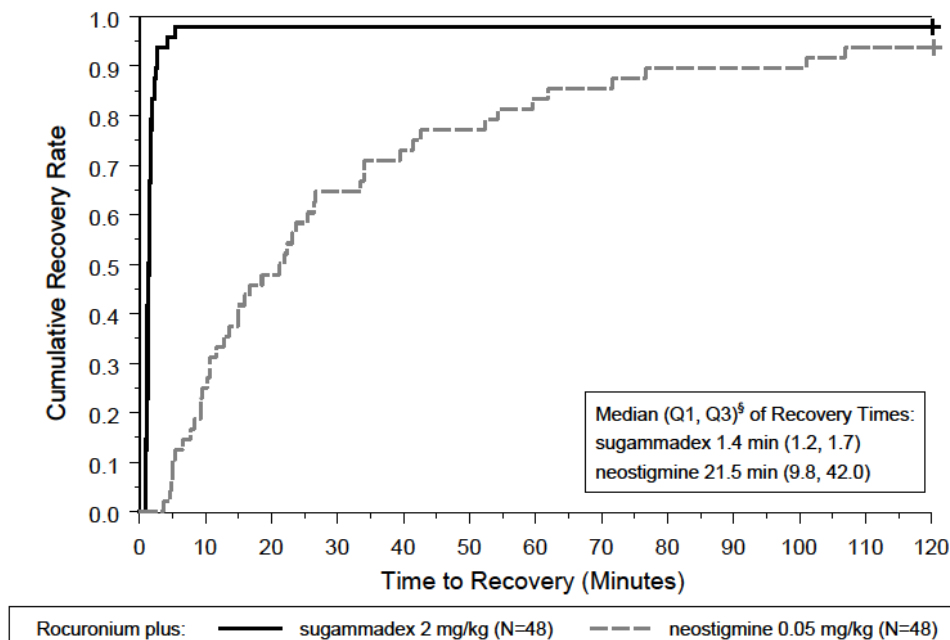 Cumulative Recovery Rate
1.0
0.9
0.8
0.7
0.6
0.5
0.4
0.3
0.2
0.1
0.0
Median (Q1, Q3)§ of Recovery Times:
sugammadex 1.4 min (1.2, 1.7)
neostigmine 21.5 min (9.8, 42.0)
0 10 20 30 40 50 60 70 80 90 100 110 120
Time to Recovery (Minutes)
Rocuronium plus: sugammadex 2 mg/kg (N=48) neostigmine 0.05 mg/kg (N=48)